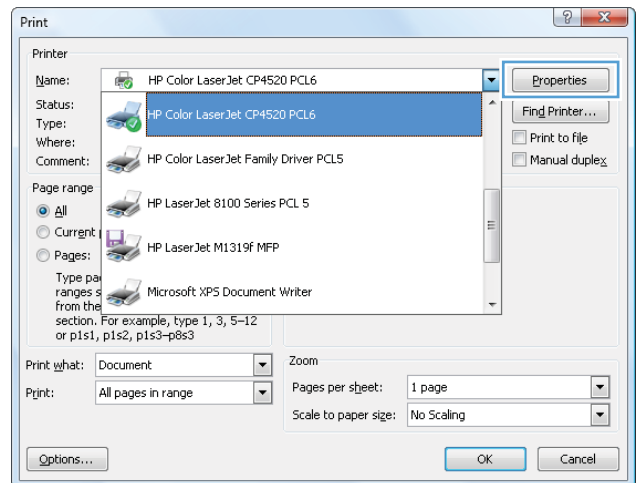 Print
Printer
Name: HP Color LaserJet CP4520 PCL6 Properties
Status:
HP Color LaserJet CP4520 PCL6 Find Printer...
Type:
Where: Print to file
Comment: HP Color LaserJet Family Driver PCL5 Manual duplex
Page range
All HP LaserJet 8100 Series PCL 5
Current
Pages: HP LaserJet M1319f MFP
Type
ranges
from the Microsoft XPS Document Writer
section. For example, type 1, 3, 5–12
or p1s1, p1s2, p1s3–p8s3
Print what: Document Zoom
Print: All pages in range Pages per sheet: 1 page
Scale to paper size: No Scaling
Options... OK Cancel